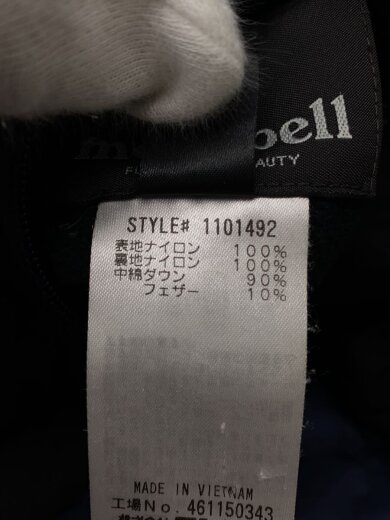 bell
AUTY
STYLE# 1101492
表地ナイロン 100%
裏地ナイロン 100%
中綿ダウン 90%
フェザー 10%
MADE IN VIETNAM
工場No. 461150343